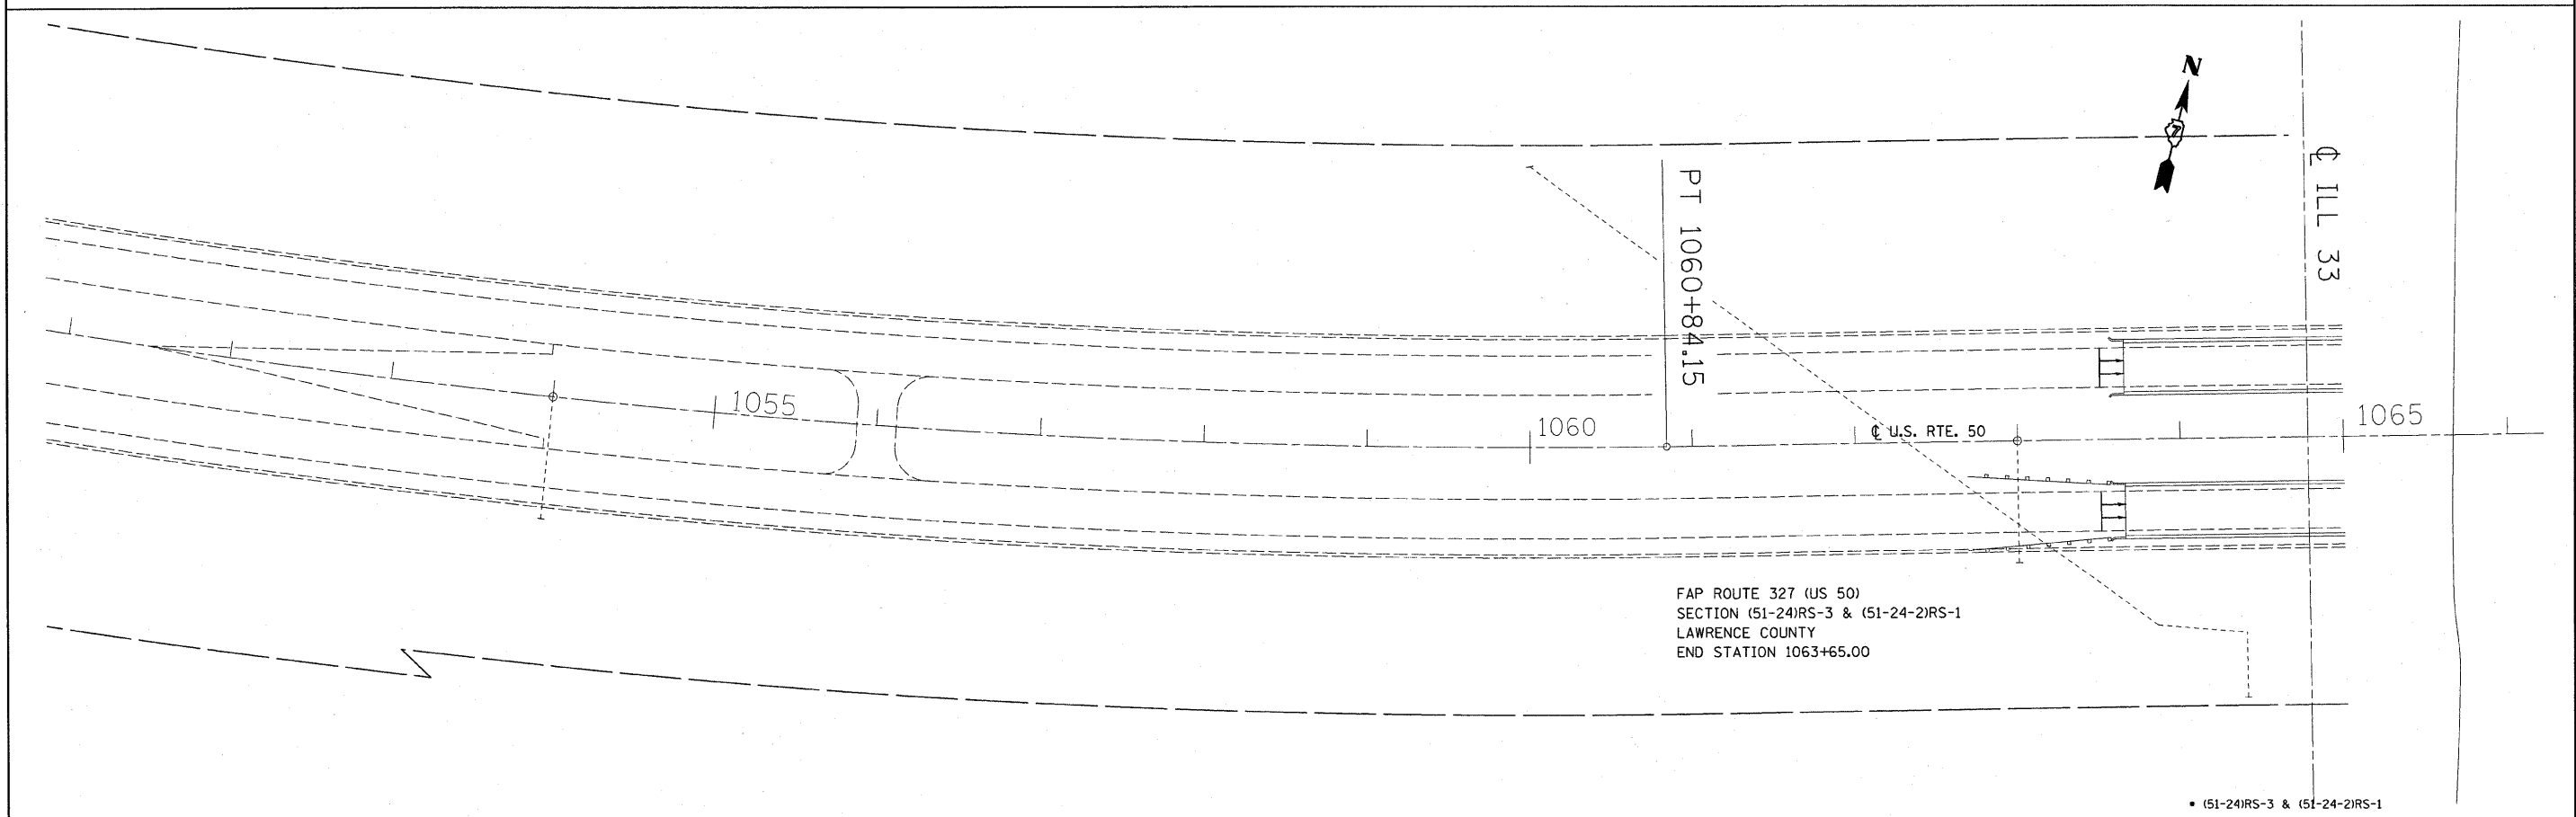 N
7
℄ ILL 33
PT 1060+84.15
1055
1060
℄ U.S. RTE. 50
1065
FAP ROUTE 327 (US 50)
SECTION (51-24)RS-3 & (51-24-2)RS-1
LAWRENCE COUNTY
END STATION 1063+65.00
• (51-24)RS-3 & (51-24-2)RS-1